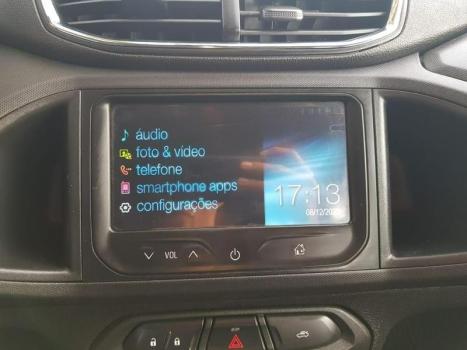 áudio
foto & vídeo
telefone
smartphone apps
configurações
17:13
VOL